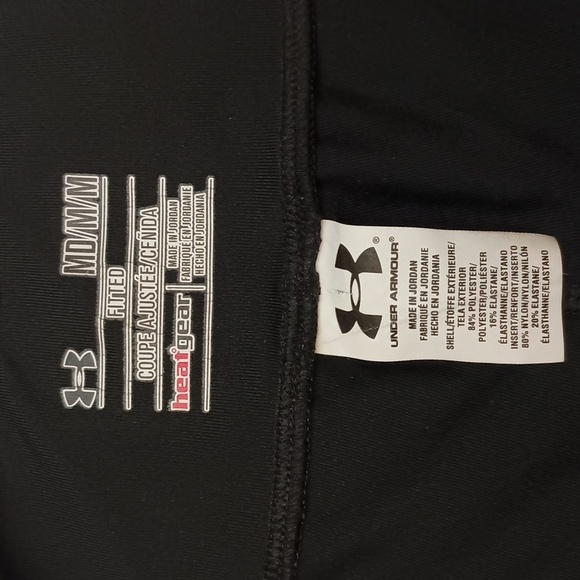 MD/M/M
FITTED
COUPE AJUSTÉE/CEÑIDA
heatgear®
MADE IN JORDAN
FABRIQUÉ EN JORDANIE
HECHO EN JORDANIA
®
UNDER ARMOUR®
MADE IN JORDAN
FABRIQUÉ EN JORDANIE
HECHO EN JORDANIA
SHELL/ÉTOFFE EXTÉRIEURE/
TELA EXTERIOR
84% POLYESTER/
POLYESTER/POLIÉSTER
16% ELASTANE/
ÉLASTHANNE/ELASTANO
INSERT/RENFORT/INSERTO
80% NYLON/NYLON/NILÓN
20% ELASTANE/
ÉLASTHANNE/ELASTANO